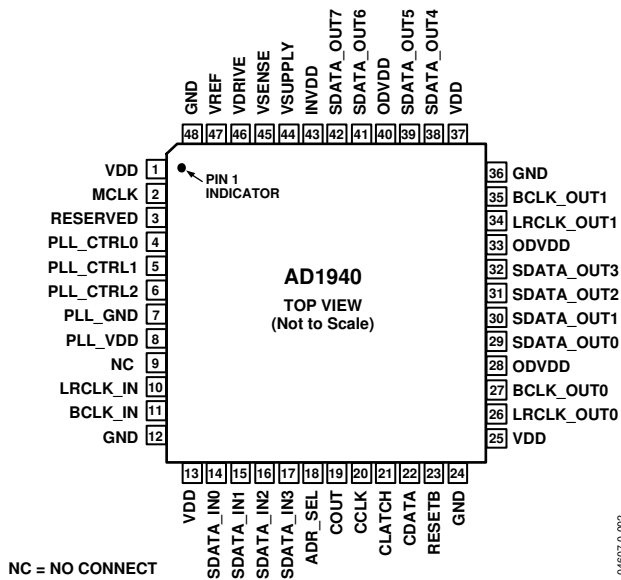 GND
VREF
VDRIVE
VSENSE
VSUPPLY
INVDD
SDATA_OUT7
SDATA_OUT6
ODVDD
SDATA_OUT5
SDATA_OUT4
VDD
48 47 46 45 44 43 42 41 40 39 38 37
VDD 1
MCLK 2
RESERVED 3
PLL_CTRL0 4
PLL_CTRL1 5
PLL_CTRL2 6
PLL_GND 7
PLL_VDD 8
NC 9
LRCLK_IN 10
BCLK_IN 11
GND 12
PIN 1
INDICATOR
AD1940
TOP VIEW
(Not to Scale)
36 GND
35 BCLK_OUT1
34 LRCLK_OUT1
33 ODVDD
32 SDATA_OUT3
31 SDATA_OUT2
30 SDATA_OUT1
29 SDATA_OUT0
28 ODVDD
27 BCLK_OUT0
26 LRCLK_OUT0
25 VDD
13 14 15 16 17 18 19 20 21 22 23 24
VDD
SDATA_IN0
SDATA_IN1
SDATA_IN2
SDATA_IN3
ADR_SEL
COUT
CCLK
CLATCH
CDATA
RESETB
GND
NC = NO CONNECT
04607-0-002